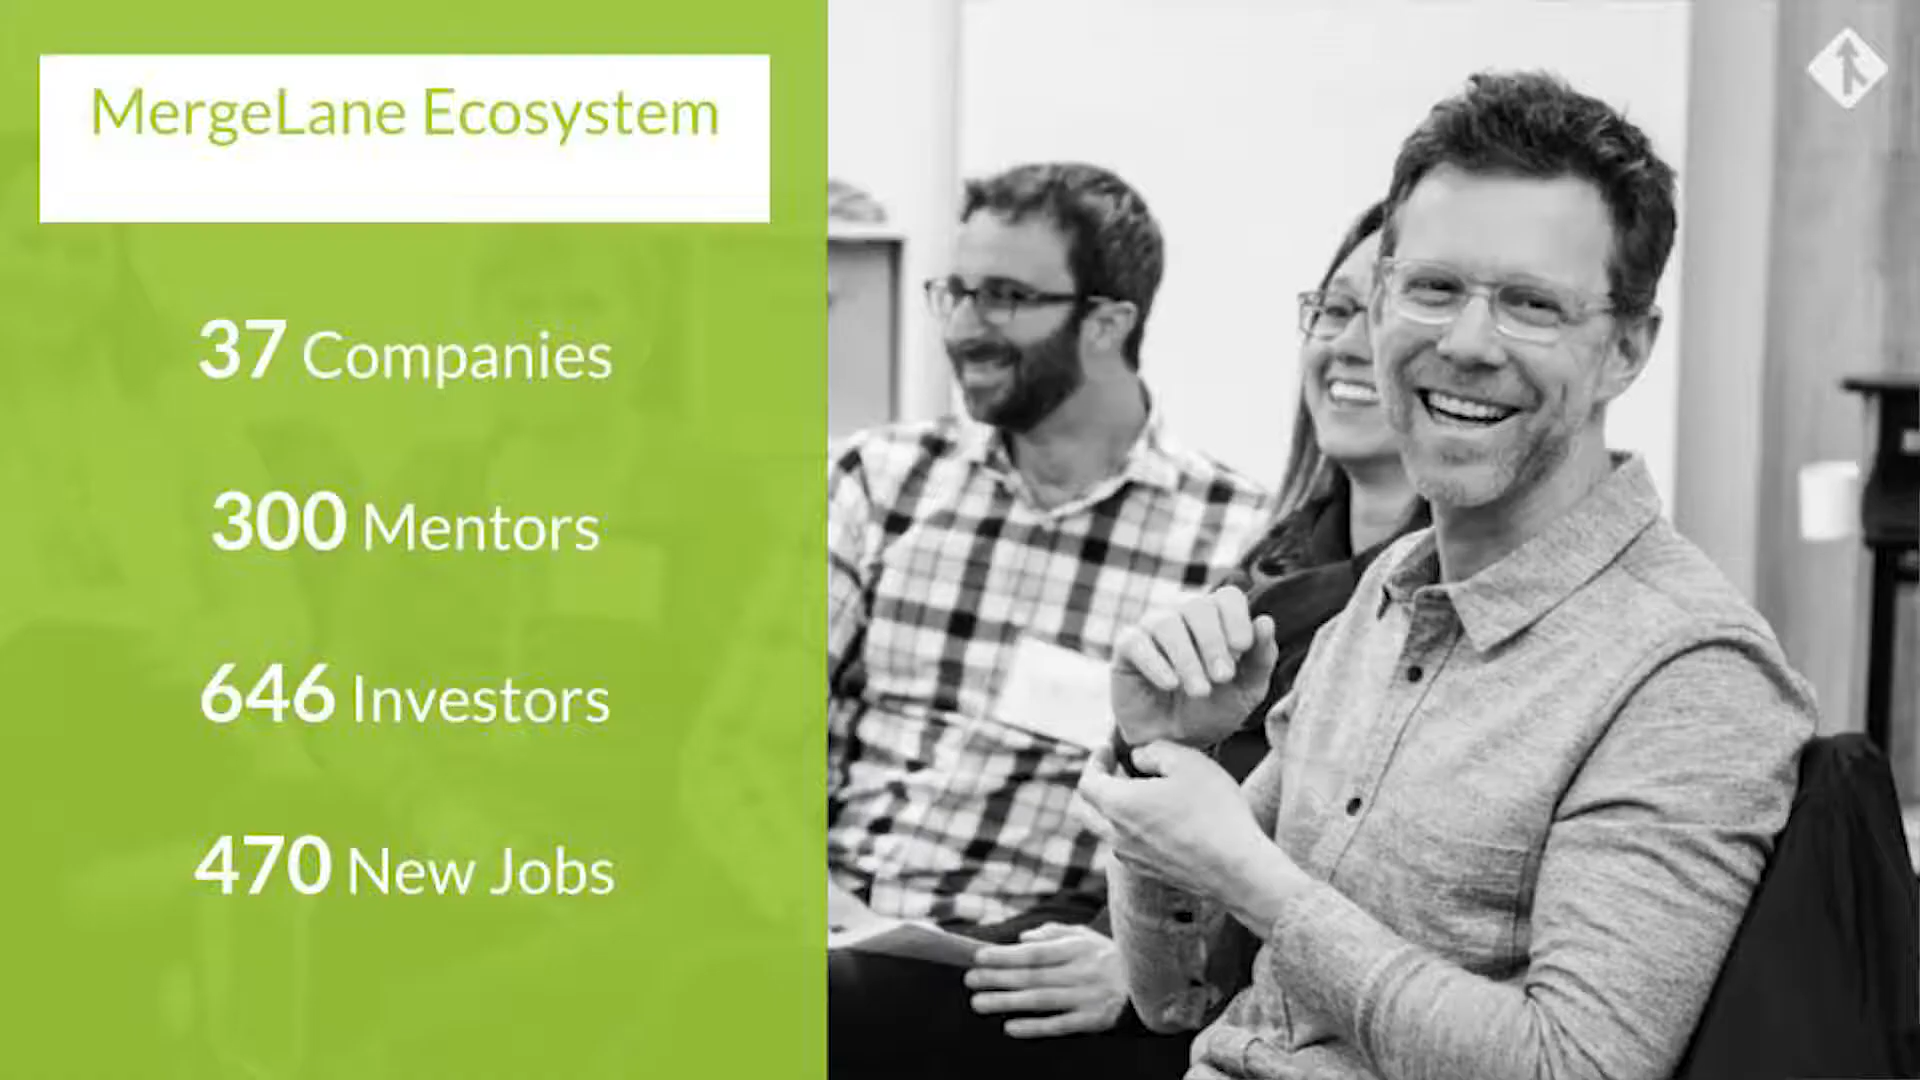 MergeLane Ecosystem
37 Companies
300 Mentors
646 Investors
470 New Jobs